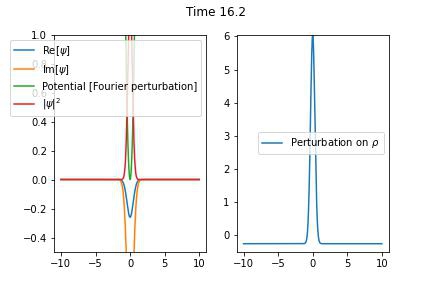 Time 16.2
1.0
0.8
0.6
0.4
0.2
0.0
−0.2
−0.4
Re[ψ]
Im[ψ]
Potential [Fourier perturbation]
|ψ|²
−10 −5 0 5 10
6
5
4
3
2
1
0
Perturbation on ρ
−10 −5 0 5 10